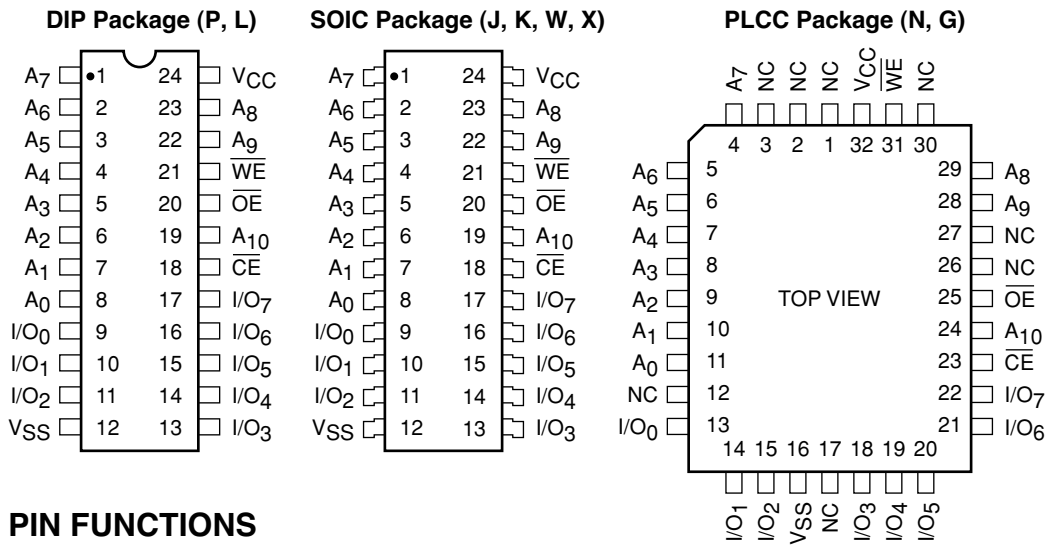 DIP Package (P, L)
SOIC Package (J, K, W, X)
PLCC Package (N, G)
A7 1 24 VCC
A6 2 23 A8
A5 3 22 A9
A4 4 21 WE
A3 5 20 OE
A2 6 19 A10
A1 7 18 CE
A0 8 17 I/O7
I/O0 9 16 I/O6
I/O1 10 15 I/O5
I/O2 11 14 I/O4
VSS 12 13 I/O3
A7 1 24 VCC
A6 2 23 A8
A5 3 22 A9
A4 4 21 WE
A3 5 20 OE
A2 6 19 A10
A1 7 18 CE
A0 8 17 I/O7
I/O0 9 16 I/O6
I/O1 10 15 I/O5
I/O2 11 14 I/O4
VSS 12 13 I/O3
A7 NC NC NC VCC WE NC
4 3 2 1 32 31 30
A6 5 29 A8
A5 6 28 A9
A4 7 27 NC
A3 8 26 NC
A2 9 TOP VIEW 25 OE
A1 10 24 A10
A0 11 23 CE
NC 12 22 I/O7
I/O0 13 21 I/O6
14 15 16 17 18 19 20
I/O1 I/O2 VSS NC I/O3 I/O4 I/O5
PIN FUNCTIONS